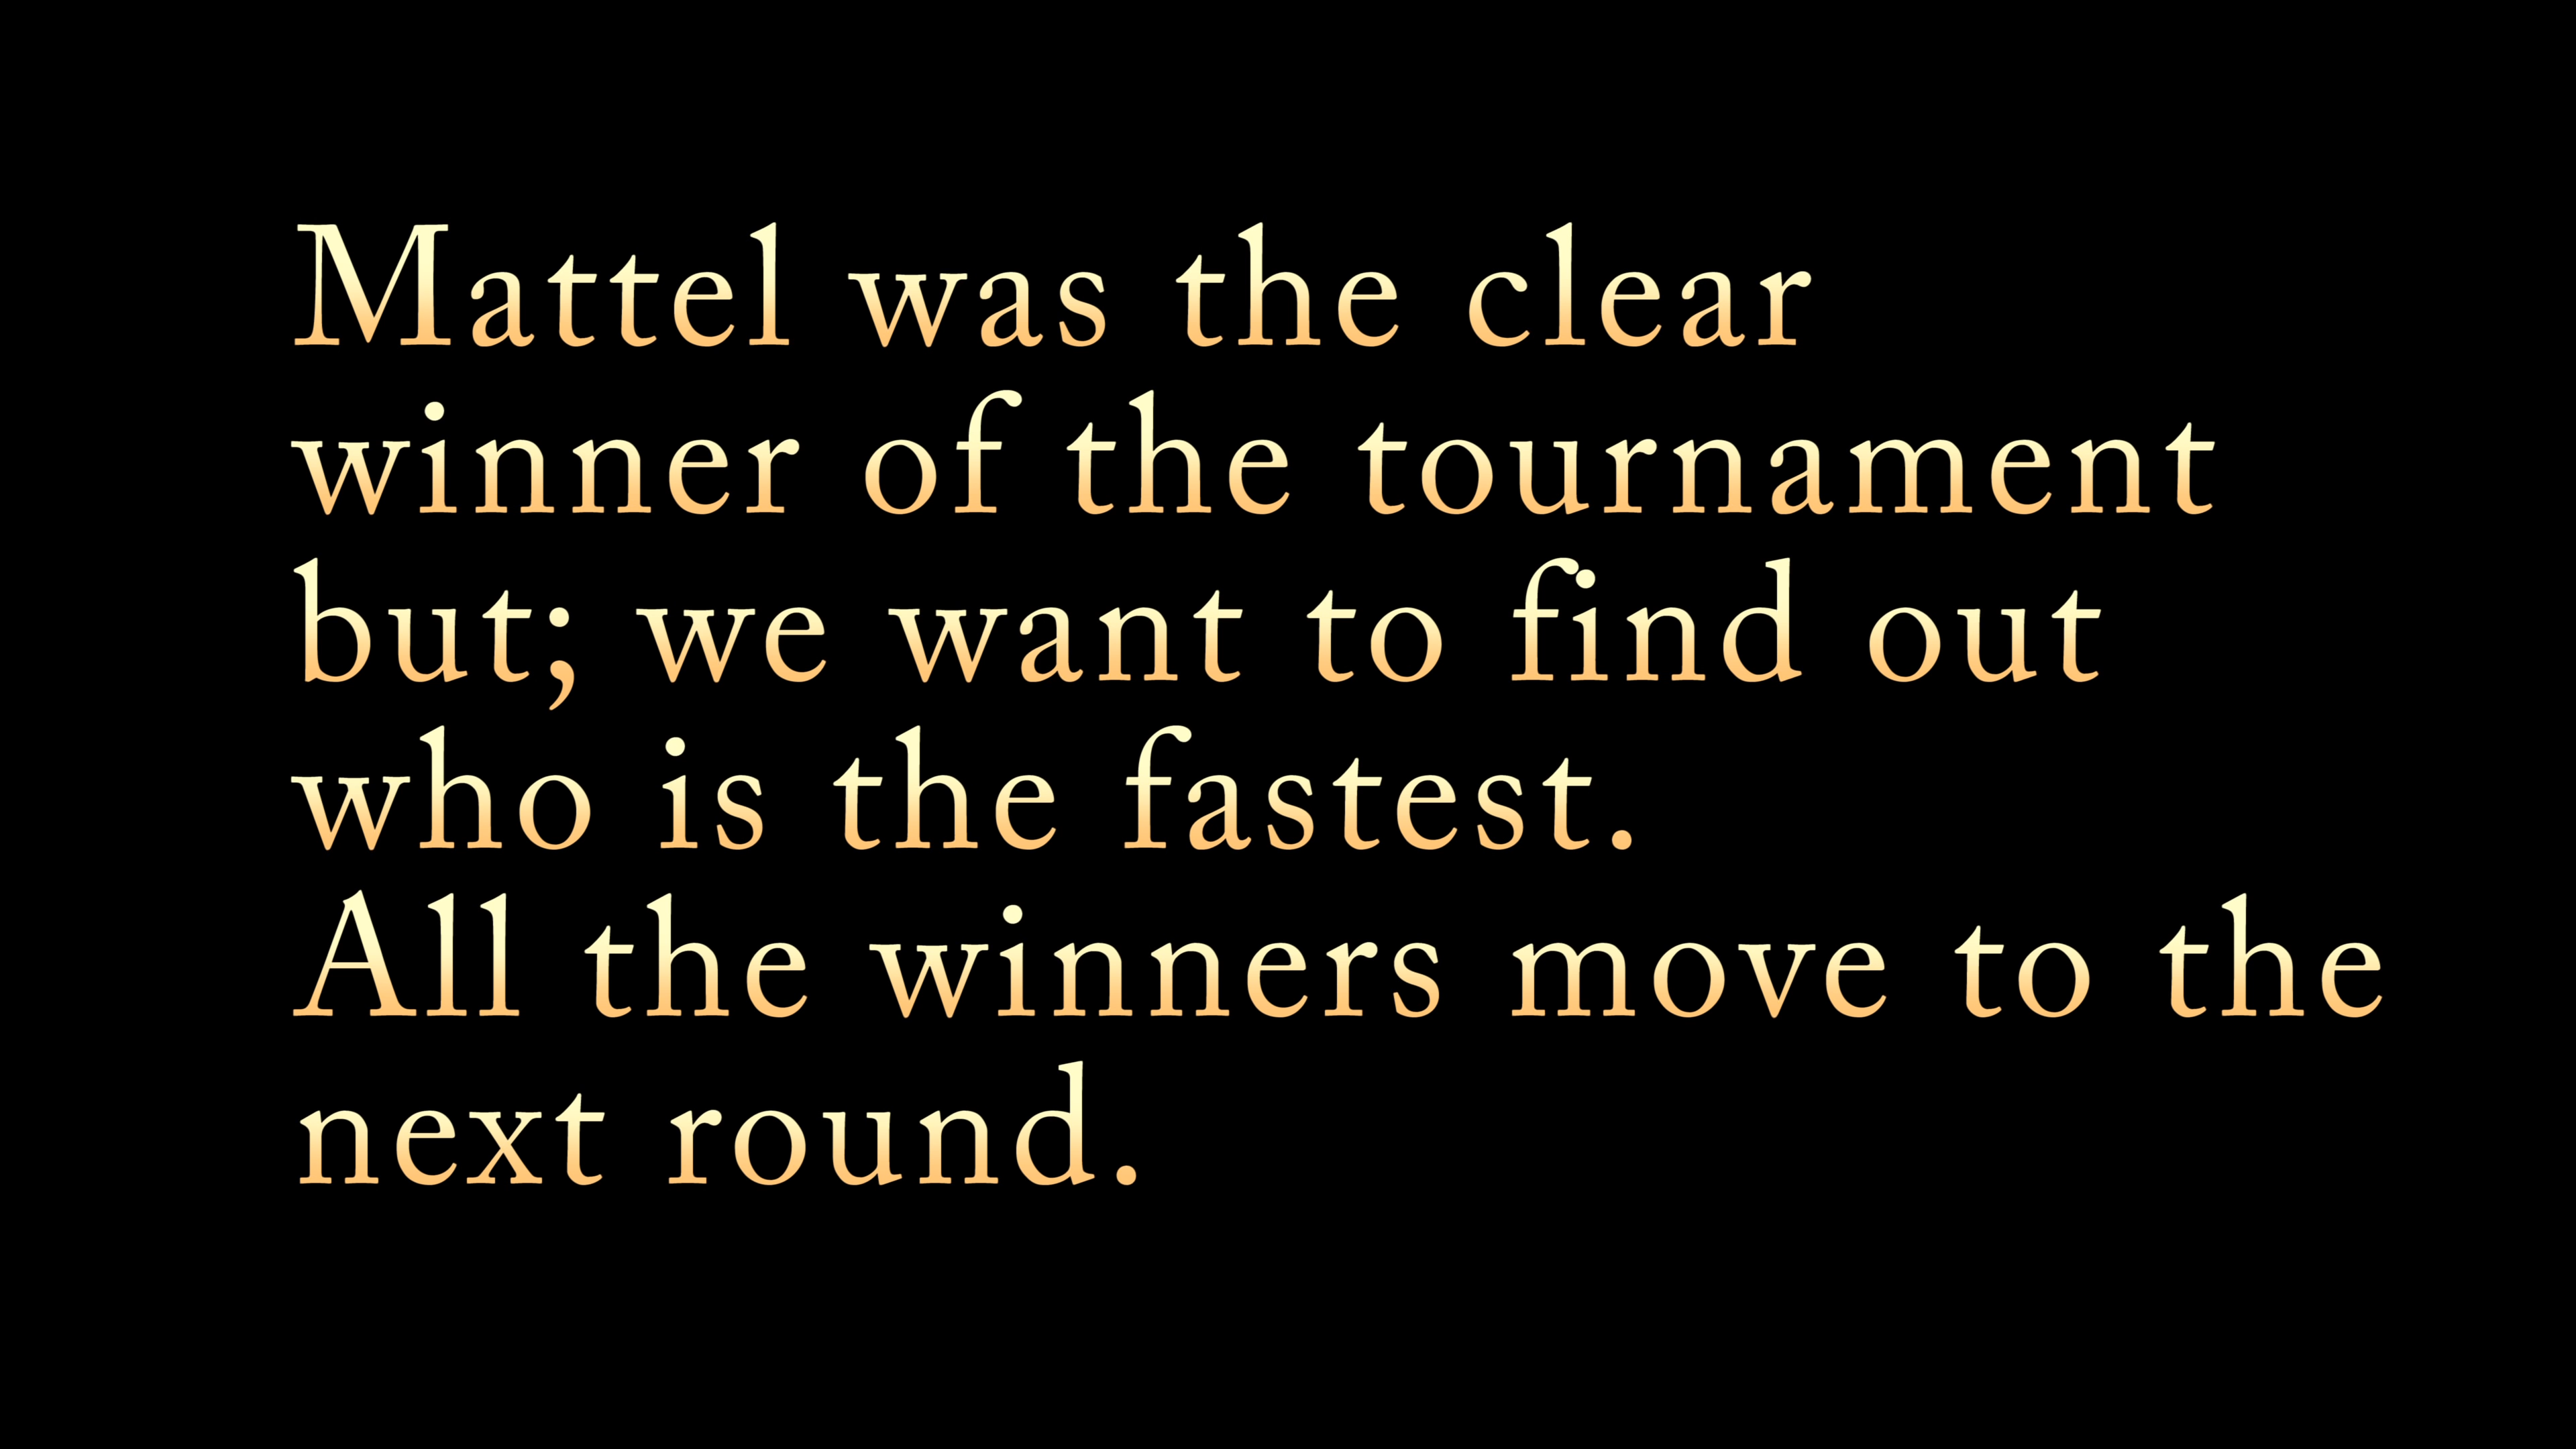 Mattel was the clear
winner of the tournament
but; we want to find out
who is the fastest.
All the winners move to the
next round.